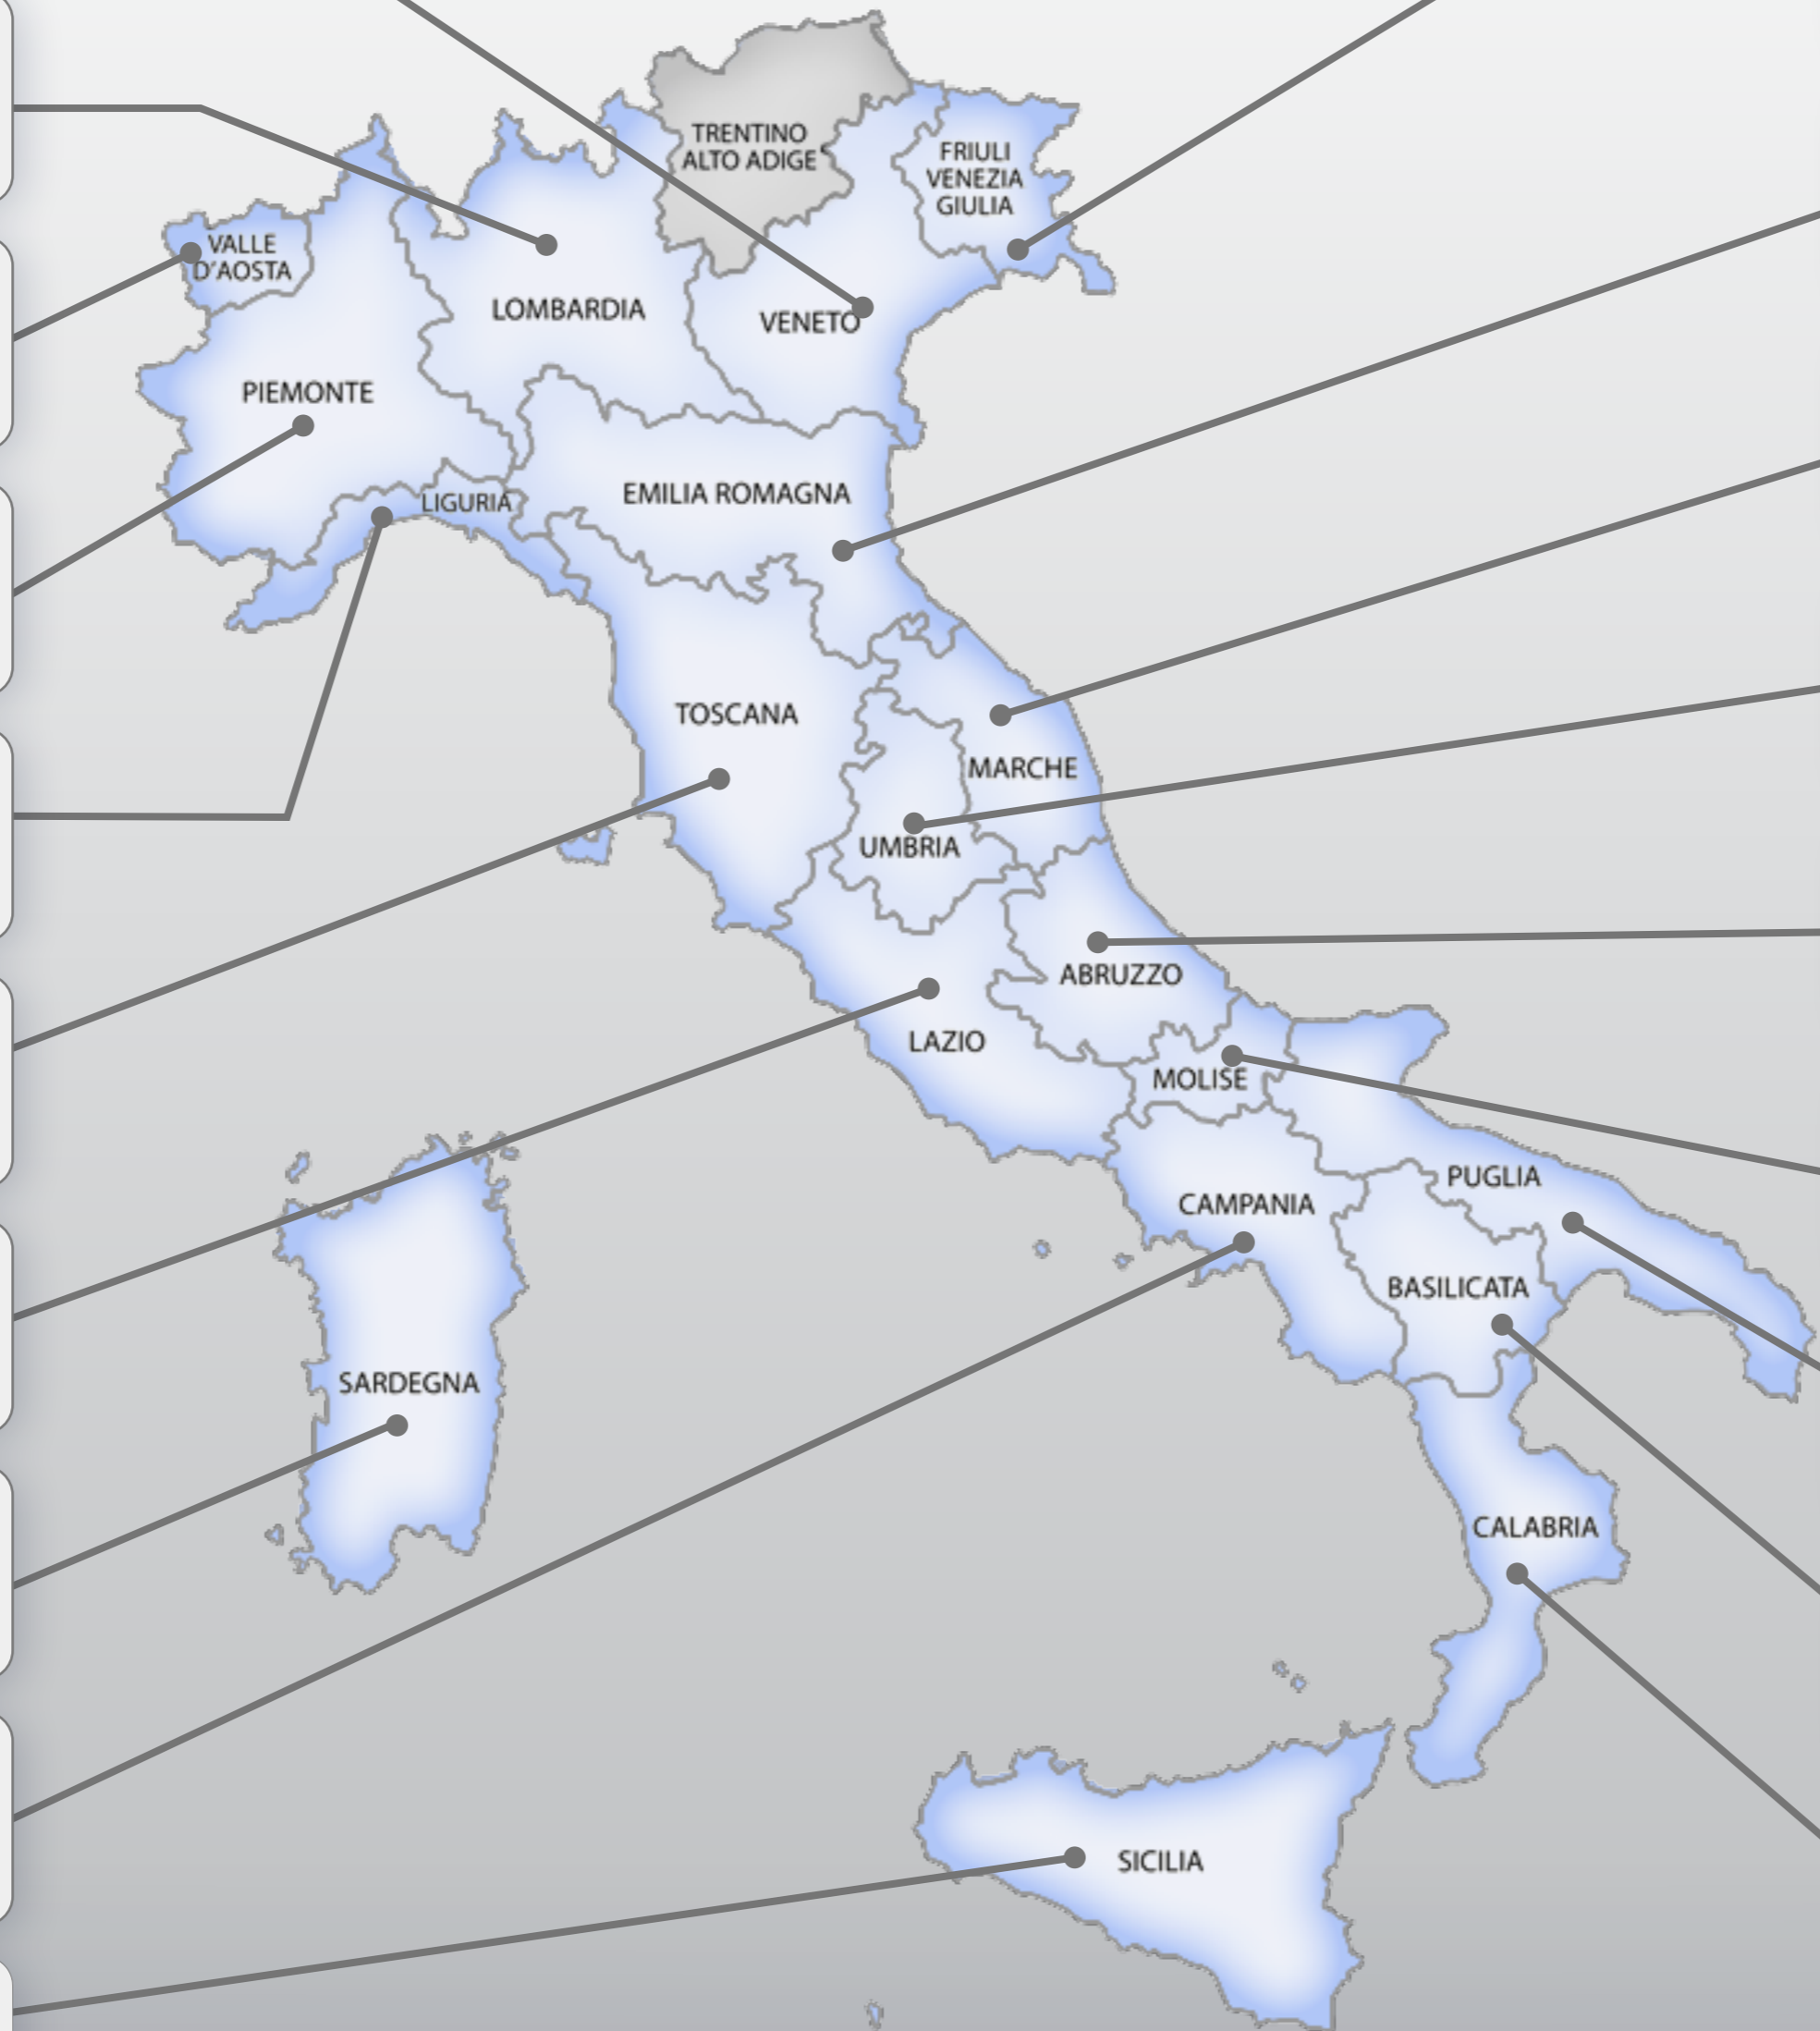 TRENTINO
ALTO ADIGE
FRIULI
VENEZIA
GIULIA
VALLE
D'AOSTA
LOMBARDIA
VENETO
PIEMONTE
LIGURIA
EMILIA ROMAGNA
TOSCANA
MARCHE
UMBRIA
ABRUZZO
LAZIO
MOLISE
PUGLIA
CAMPANIA
BASILICATA
SARDEGNA
CALABRIA
SICILIA